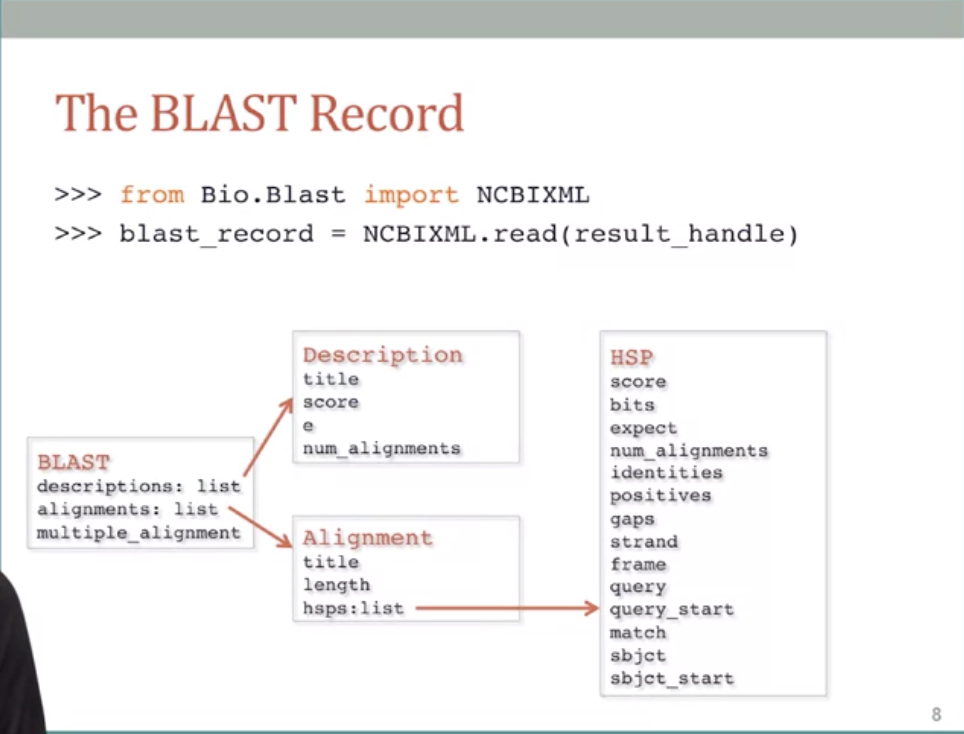 The BLAST Record
>>> from Bio.Blast import NCBIXML
>>> blast_record = NCBIXML.read(result_handle)
BLAST
descriptions: list
alignments: list
multiple_alignment
Description
title
score
e
num_alignments
Alignment
title
length
hsps:list
HSP
score
bits
expect
num_alignments
identities
positives
gaps
strand
frame
query
query_start
match
sbjct
sbjct_start
8